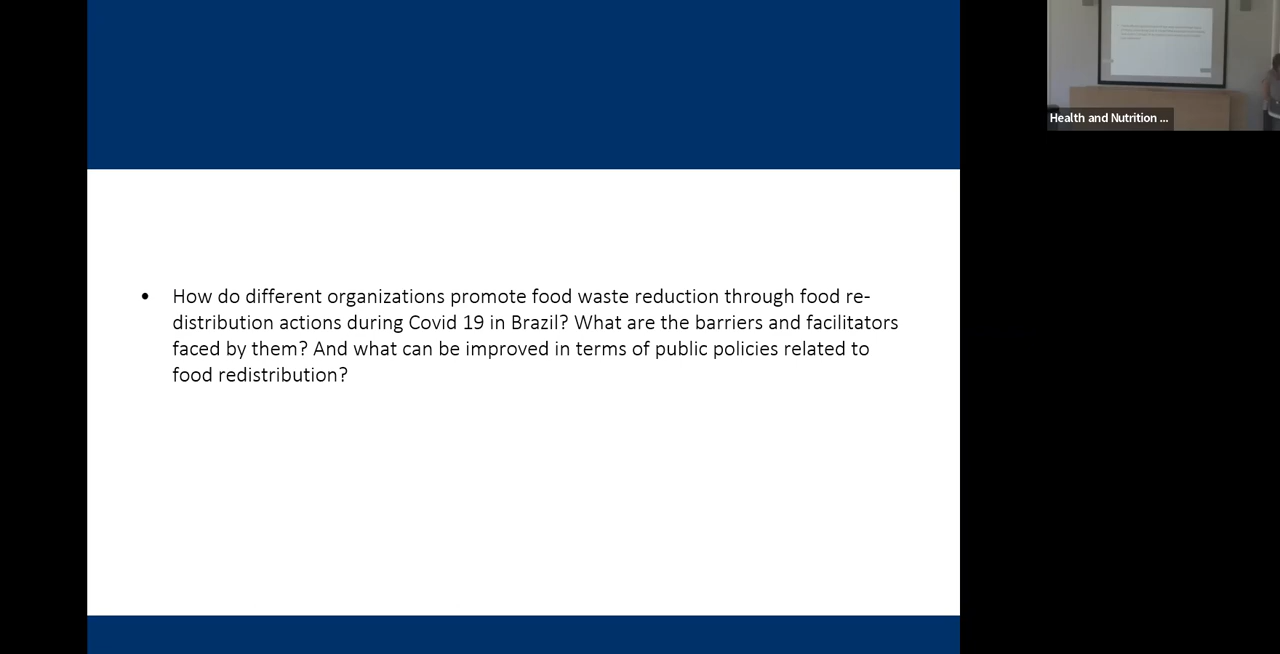 • How do different organizations promote food waste reduction through food re-
distribution actions during Covid 19 in Brazil? What are the barriers and facilitators
faced by them? And what can be improved in terms of public policies related to
food redistribution?
Health and Nutrition ...